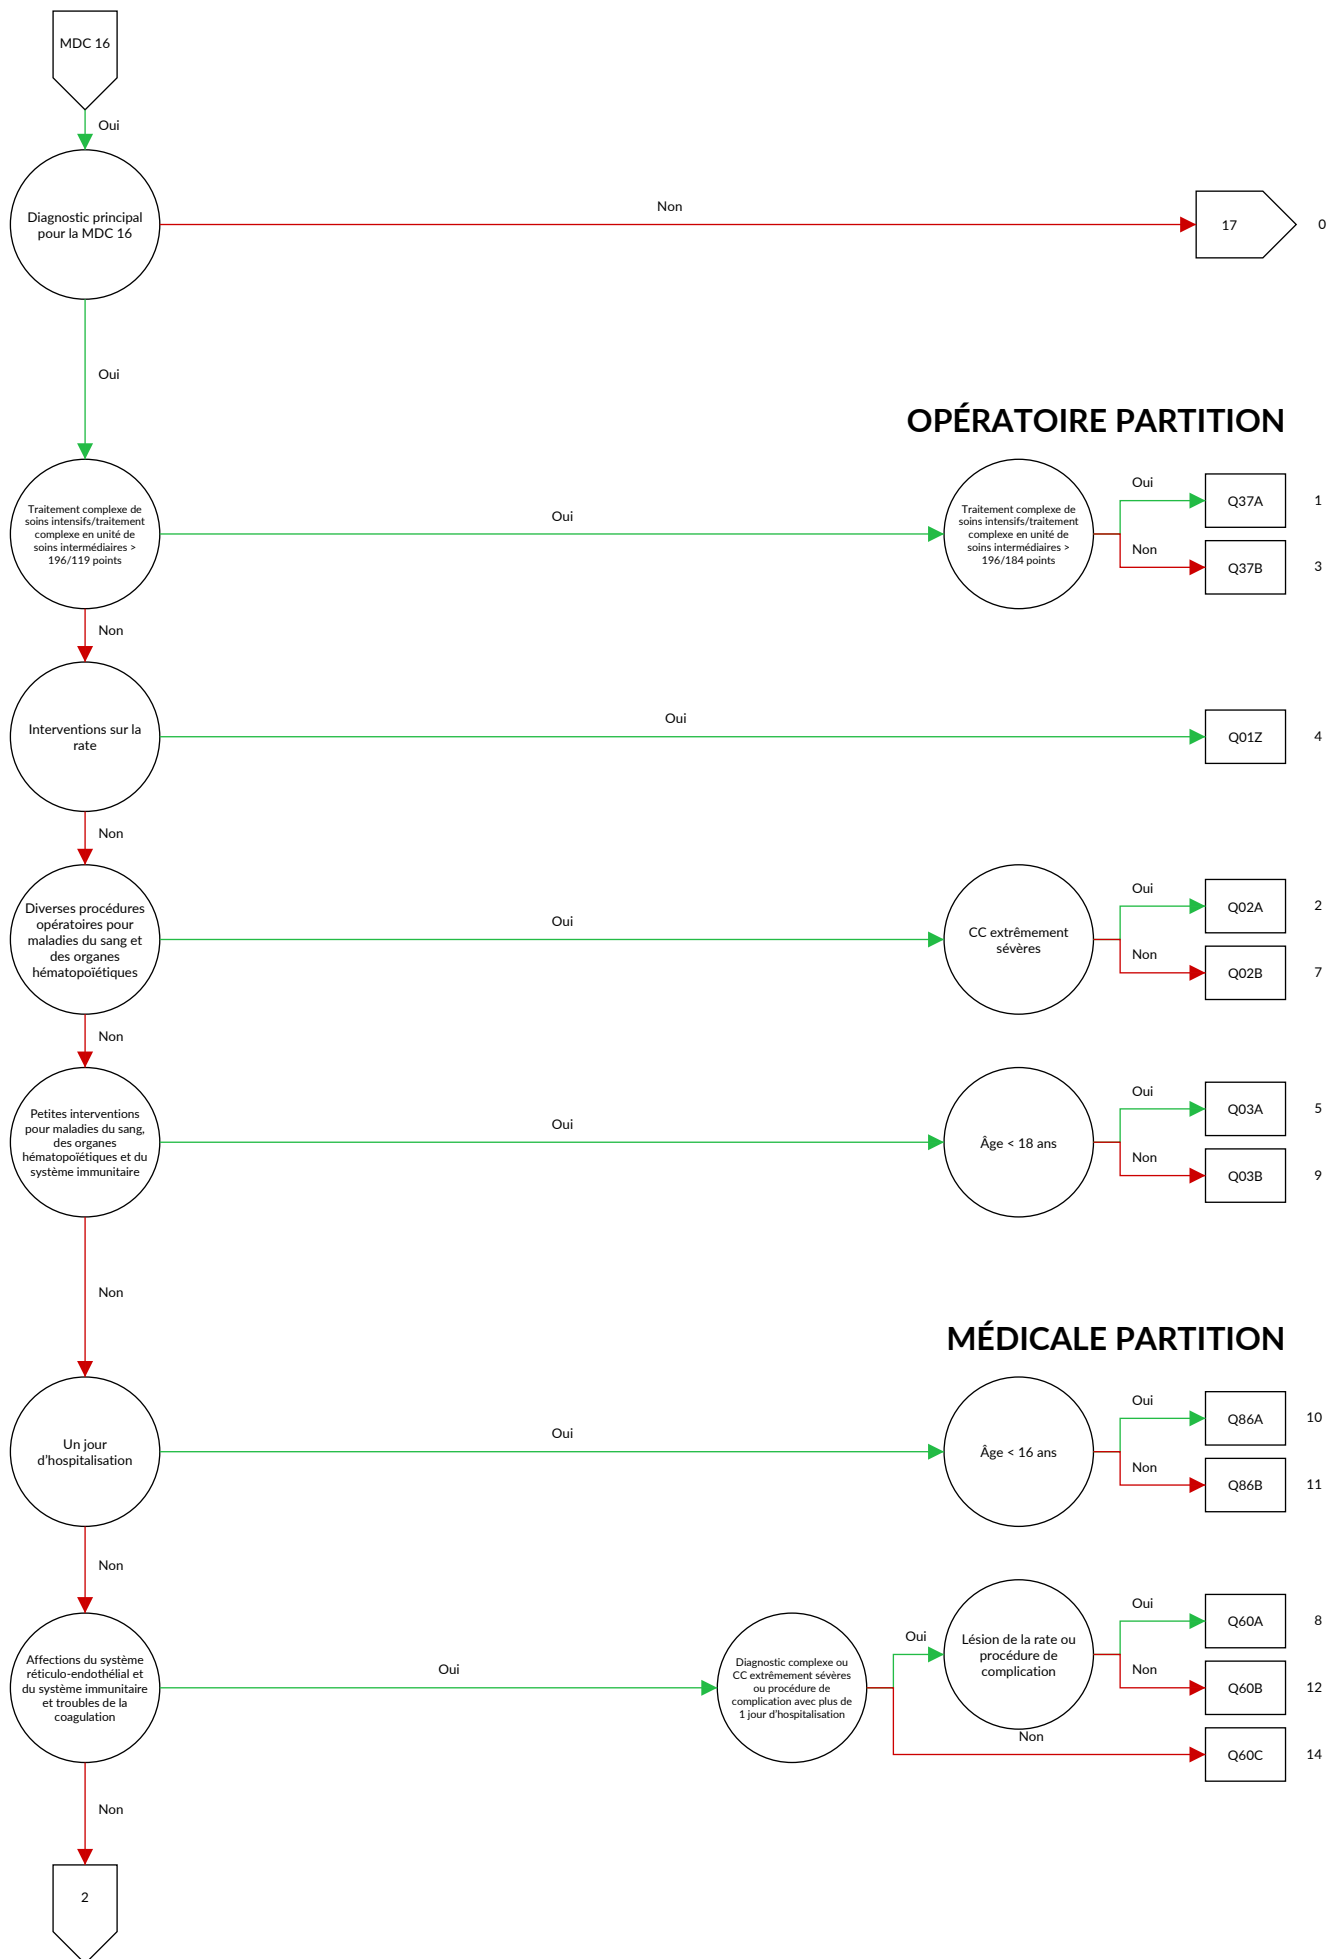 MDC 16
Oui
Diagnostic principal
pour la MDC 16
Non
17
0
Oui
OPÉRATOIRE PARTITION
Traitement complexe de
soins intensifs/traitement
complexe en unité de
soins intermédiaires >
196/119 points
Oui
Traitement complexe de
soins intensifs/traitement
complexe en unité de
soins intermédiaires >
196/184 points
Oui
Q37A
1
Non
Q37B
3
Non
Interventions sur la
rate
Oui
Q01Z
4
Non
Diverses procédures
opératoires pour
maladies du sang et
des organes
hématopoïétiques
Oui
CC extrêmement
sévères
Oui
Q02A
2
Non
Q02B
7
Non
Petites interventions
pour maladies du sang,
des organes
hématopoïétiques et du
système immunitaire
Oui
Âge < 18 ans
Oui
Q03A
5
Non
Q03B
9
Non
MÉDICALE PARTITION
Un jour
d'hospitalisation
Oui
Âge < 16 ans
Oui
Q86A
10
Non
Q86B
11
Non
Affections du système
réticulo-endothélial et
du système immunitaire
et troubles de la
coagulation
Oui
Diagnostic complexe ou
CC extrêmement sévères
ou procédure de
complication avec plus de
1 jour d'hospitalisation
Oui
Lésion de la rate ou
procédure de
complication
Oui
Q60A
8
Non
Q60B
12
Non
Q60C
14
Non
2